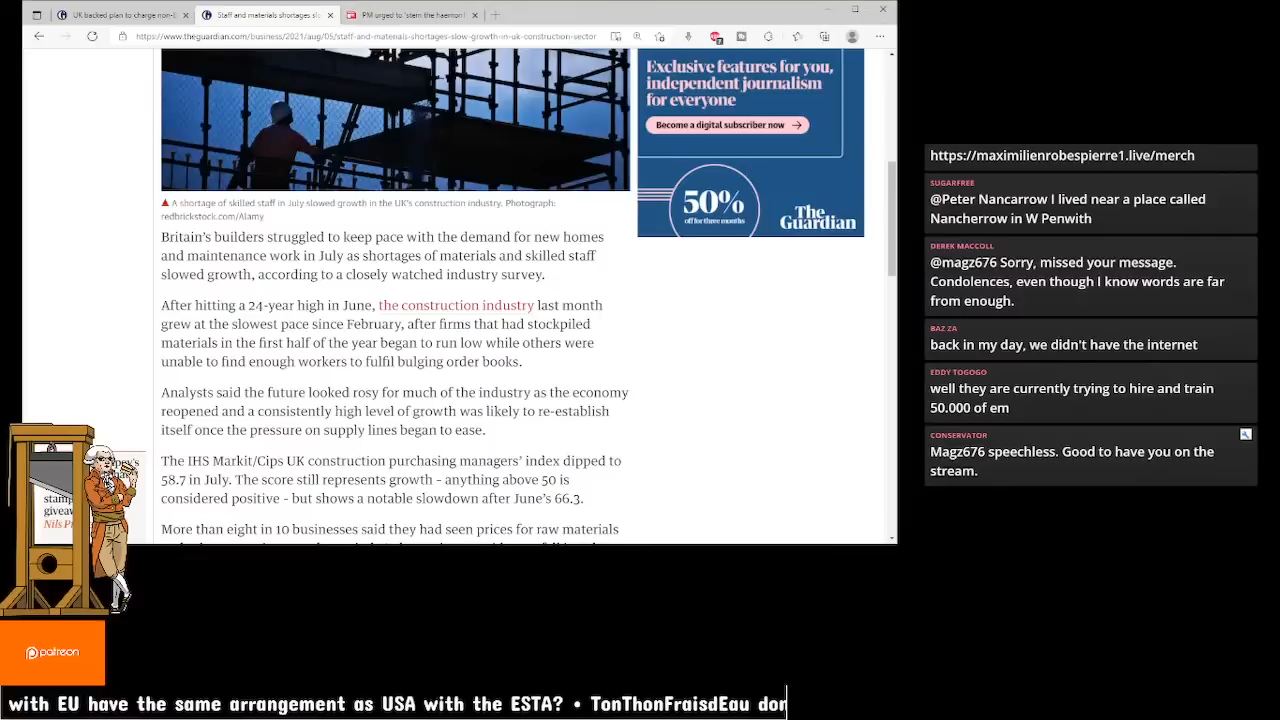 UK backed plan to charge non-E
Staff and materials shortages slo
PM urged to 'stem the haemorr
https://www.theguardian.com/business/2021/aug/05/staff-and-materials-shortages-slow-growth-in-uk-construction-sector
Exclusive features for you,
independent journalism
for everyone
Become a digital subscriber now
50%
off for three months
The
Guardian
A shortage of skilled staff in July slowed growth in the UK's construction industry. Photograph:
redbrickstock.com/Alamy
Britain's builders struggled to keep pace with the demand for new homes
and maintenance work in July as shortages of materials and skilled staff
slowed growth, according to a closely watched industry survey.
After hitting a 24-year high in June, the construction industry last month
grew at the slowest pace since February, after firms that had stockpiled
materials in the first half of the year began to run low while others were
unable to find enough workers to fulfil bulging order books.
Analysts said the future looked rosy for much of the industry as the economy
reopened and a consistently high level of growth was likely to re-establish
itself once the pressure on supply lines began to ease.
The IHS Markit/Cips UK construction purchasing managers' index dipped to
58.7 in July. The score still represents growth – anything above 50 is
considered positive – but shows a notable slowdown after June's 66.3.
More than eight in 10 businesses said they had seen prices for raw materials
stamp
giveaw
Nils P
patreon
https://maximilienrobespierre1.live/merch
SUGARFREE
@Peter Nancarrow I lived near a place called
Nancherrow in W Penwith
DEREK MACCOLL
@magz676 Sorry, missed your message.
Condolences, even though I know words are far
from enough.
BAZ ZA
back in my day, we didn't have the internet
EDDY TOGOGO
well they are currently trying to hire and train
50.000 of em
CONSERVATOR
Magz676 speechless. Good to have you on the
stream.
with EU have the same arrangement as USA with the ESTA? • TonThonFraisdEau don